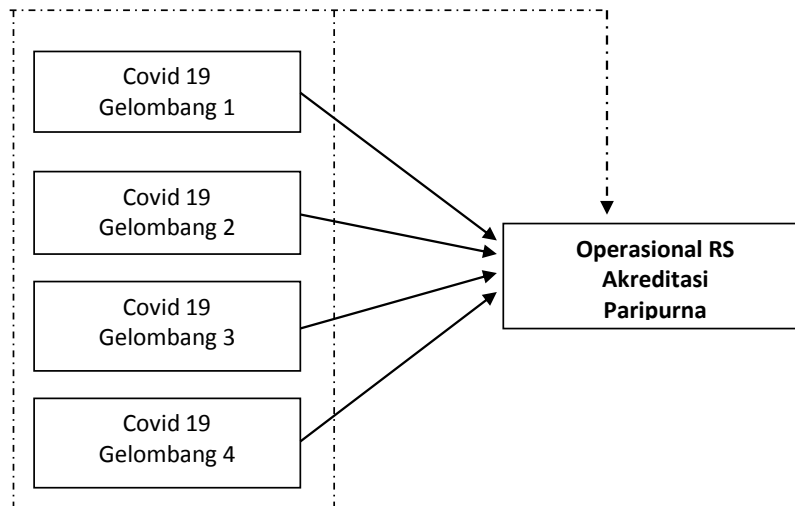 Covid 19
Gelombang 1
Covid 19
Gelombang 2
Covid 19
Gelombang 3
Covid 19
Gelombang 4
Operasional RS
Akreditasi
Paripurna